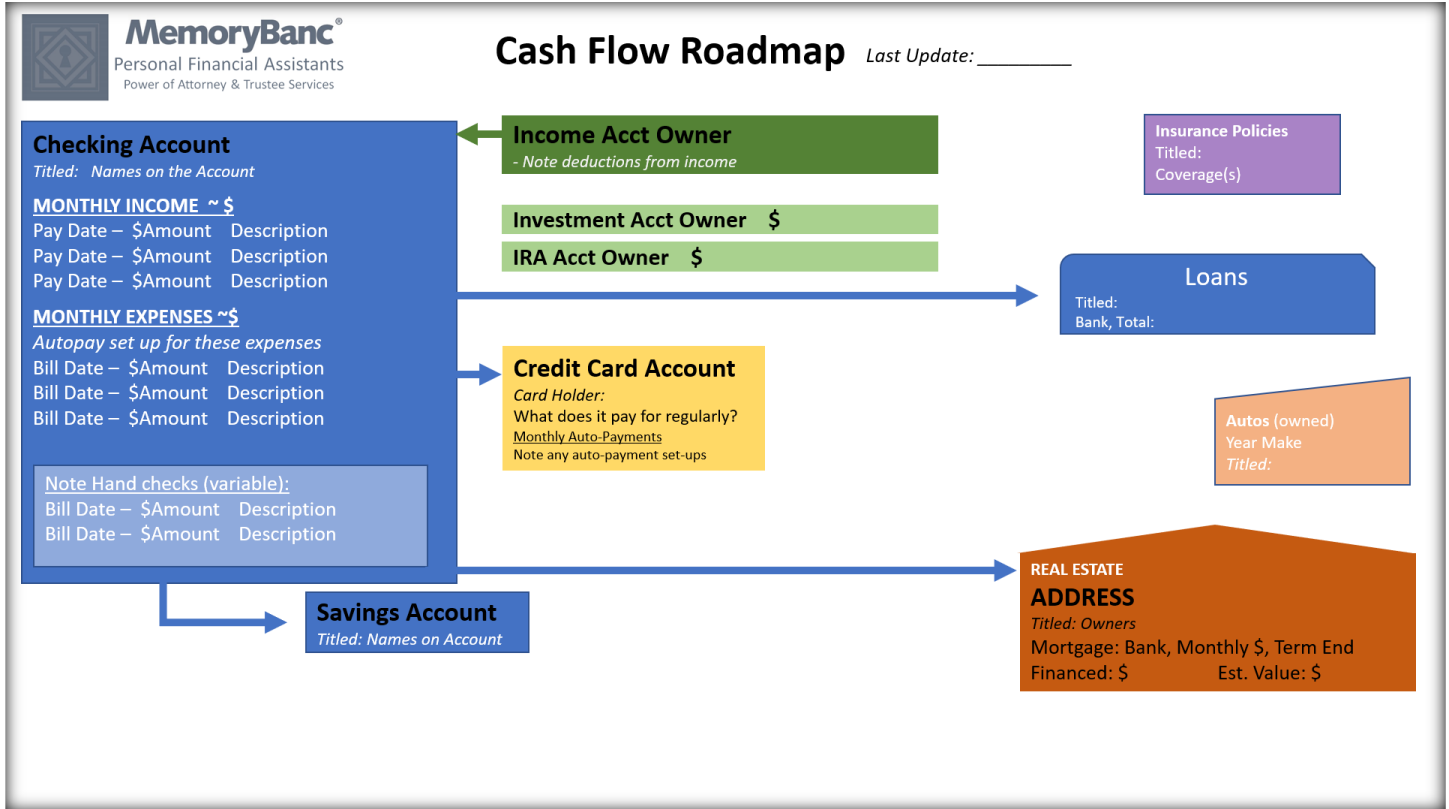 MemoryBanc®
Personal Financial Assistants
Power of Attorney & Trustee Services
Cash Flow Roadmap
Last Update: _________
Checking Account
Titled: Names on the Account
MONTHLY INCOME ~ $
Pay Date – $Amount Description
Pay Date – $Amount Description
Pay Date – $Amount Description
MONTHLY EXPENSES ~$
Autopay set up for these expenses
Bill Date – $Amount Description
Bill Date – $Amount Description
Bill Date – $Amount Description
Note Hand checks (variable):
Bill Date – $Amount Description
Bill Date – $Amount Description
Savings Account
Titled: Names on Account
Income Acct Owner
- Note deductions from income
Investment Acct Owner $
IRA Acct Owner $
Credit Card Account
Card Holder:
What does it pay for regularly?
Monthly Auto-Payments
Note any auto-payment set-ups
Insurance Policies
Titled:
Coverage(s)
Loans
Titled:
Bank, Total:
Autos (owned)
Year Make
Titled:
REAL ESTATE
ADDRESS
Titled: Owners
Mortgage: Bank, Monthly $, Term End
Financed: $ Est. Value: $